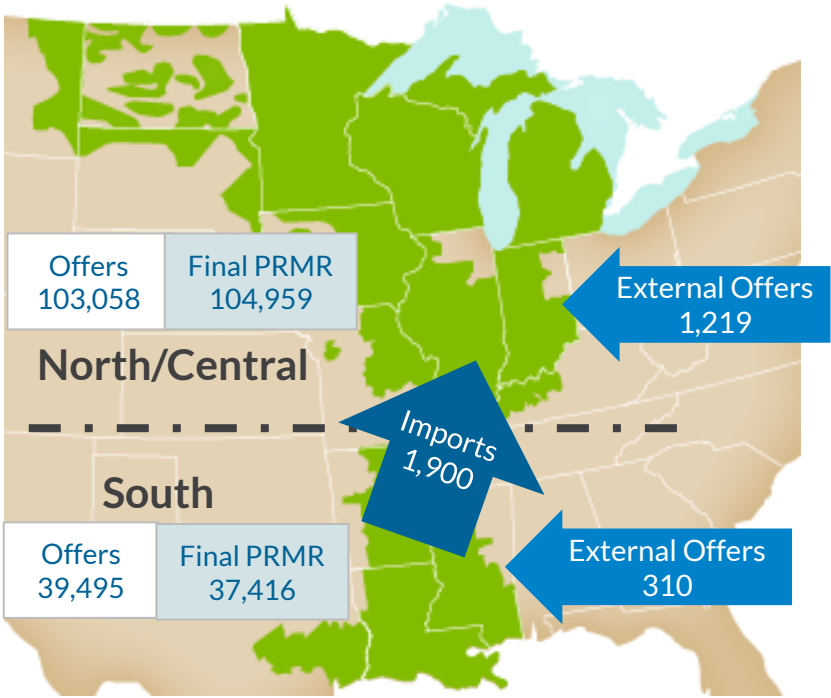 Offers
103,058
Final PRMR
104,959
External Offers
1,219
North/Central
Imports
1,900
South
Offers
39,495
Final PRMR
37,416
External Offers
310